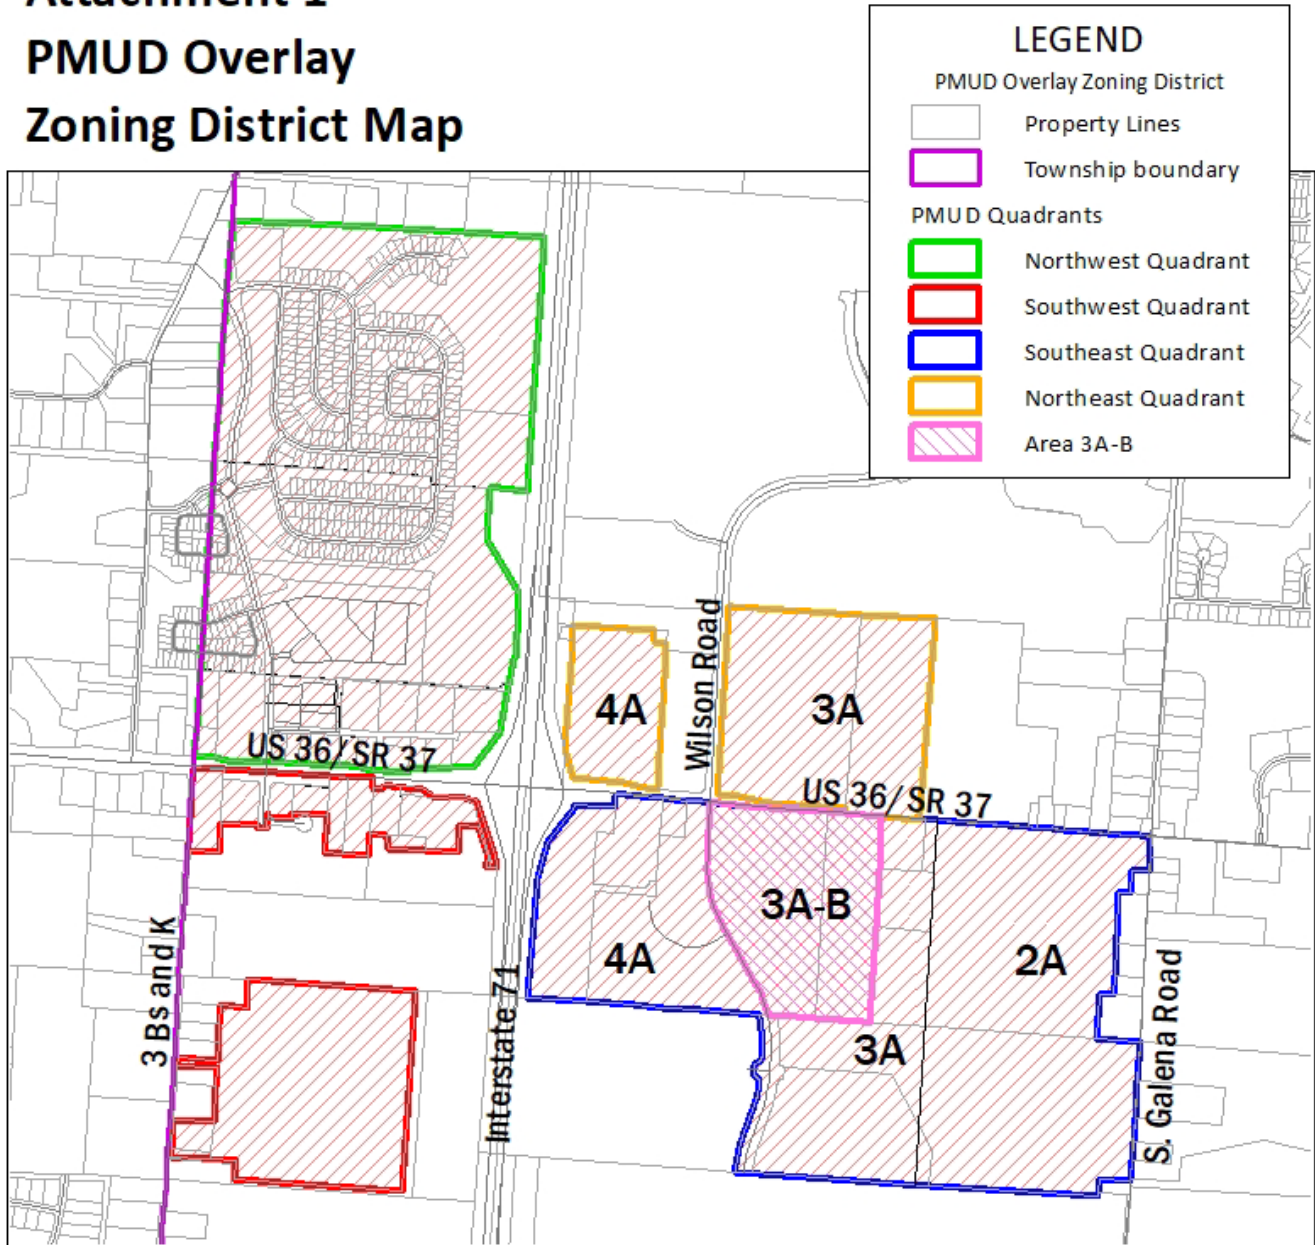 Attachment 1
PMUD Overlay
Zoning District Map
LEGEND
PMUD Overlay Zoning District
Property Lines
Township boundary
PMUD Quadrants
Northwest Quadrant
Southwest Quadrant
Southeast Quadrant
Northeast Quadrant
Area 3A-B
4A
Wilson Road
3A
US 36/SR 37
US 36/SR 37
3A-B
4A
2A
3 Bs and K
Interstate 71
3A
S. Galena Road